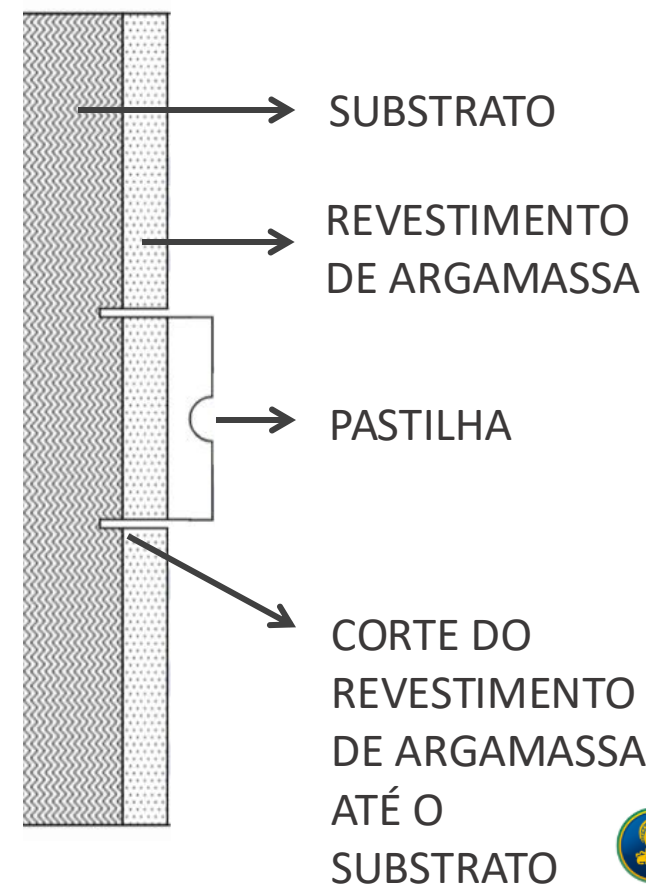 SUBSTRATO
REVESTIMENTO
DE ARGAMASSA
PASTILHA
CORTE DO
REVESTIMENTO
DE ARGAMASSA
ATÉ O
SUBSTRATO